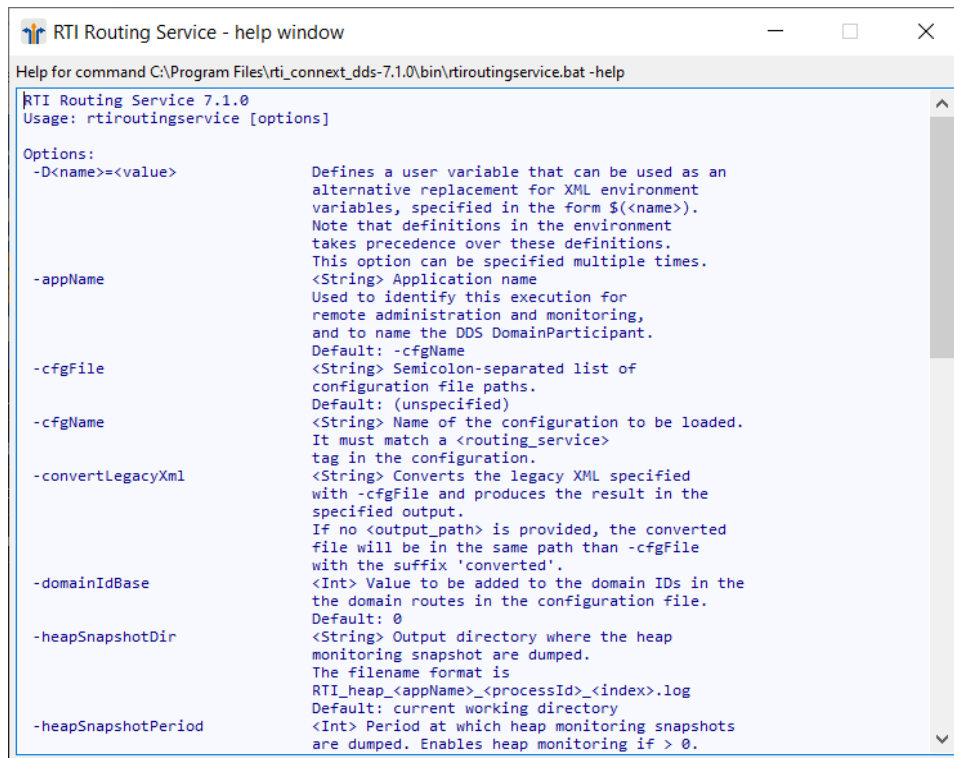 RTI Routing Service - help window
Help for command C:\Program Files\rti_connext_dds-7.1.0\bin\rtiroutingservice.bat -help
RTI Routing Service 7.1.0
Usage: rtiroutingservice [options]
Options:
-D<name>=<value> Defines a user variable that can be used as an
alternative replacement for XML environment
variables, specified in the form $(<name>).
Note that definitions in the environment
takes precedence over these definitions.
This option can be specified multiple times.
-appName <String> Application name
Used to identify this execution for
remote administration and monitoring,
and to name the DDS DomainParticipant.
Default: -cfgName
-cfgFile <String> Semicolon-separated list of
configuration file paths.
Default: (unspecified)
-cfgName <String> Name of the configuration to be loaded.
It must match a <routing_service>
tag in the configuration.
-convertLegacyXml <String> Converts the legacy XML specified
with -cfgFile and produces the result in the
specified output.
If no <output_path> is provided, the converted
file will be in the same path than -cfgFile
with the suffix 'converted'.
-domainIdBase <Int> Value to be added to the domain IDs in the
the domain routes in the configuration file.
Default: 0
-heapSnapshotDir <String> Output directory where the heap
monitoring snapshot are dumped.
The filename format is
RTI_heap_<appName>_<processId>_<index>.log
Default: current working directory
-heapSnapshotPeriod <Int> Period at which heap monitoring snapshots
are dumped. Enables heap monitoring if > 0.